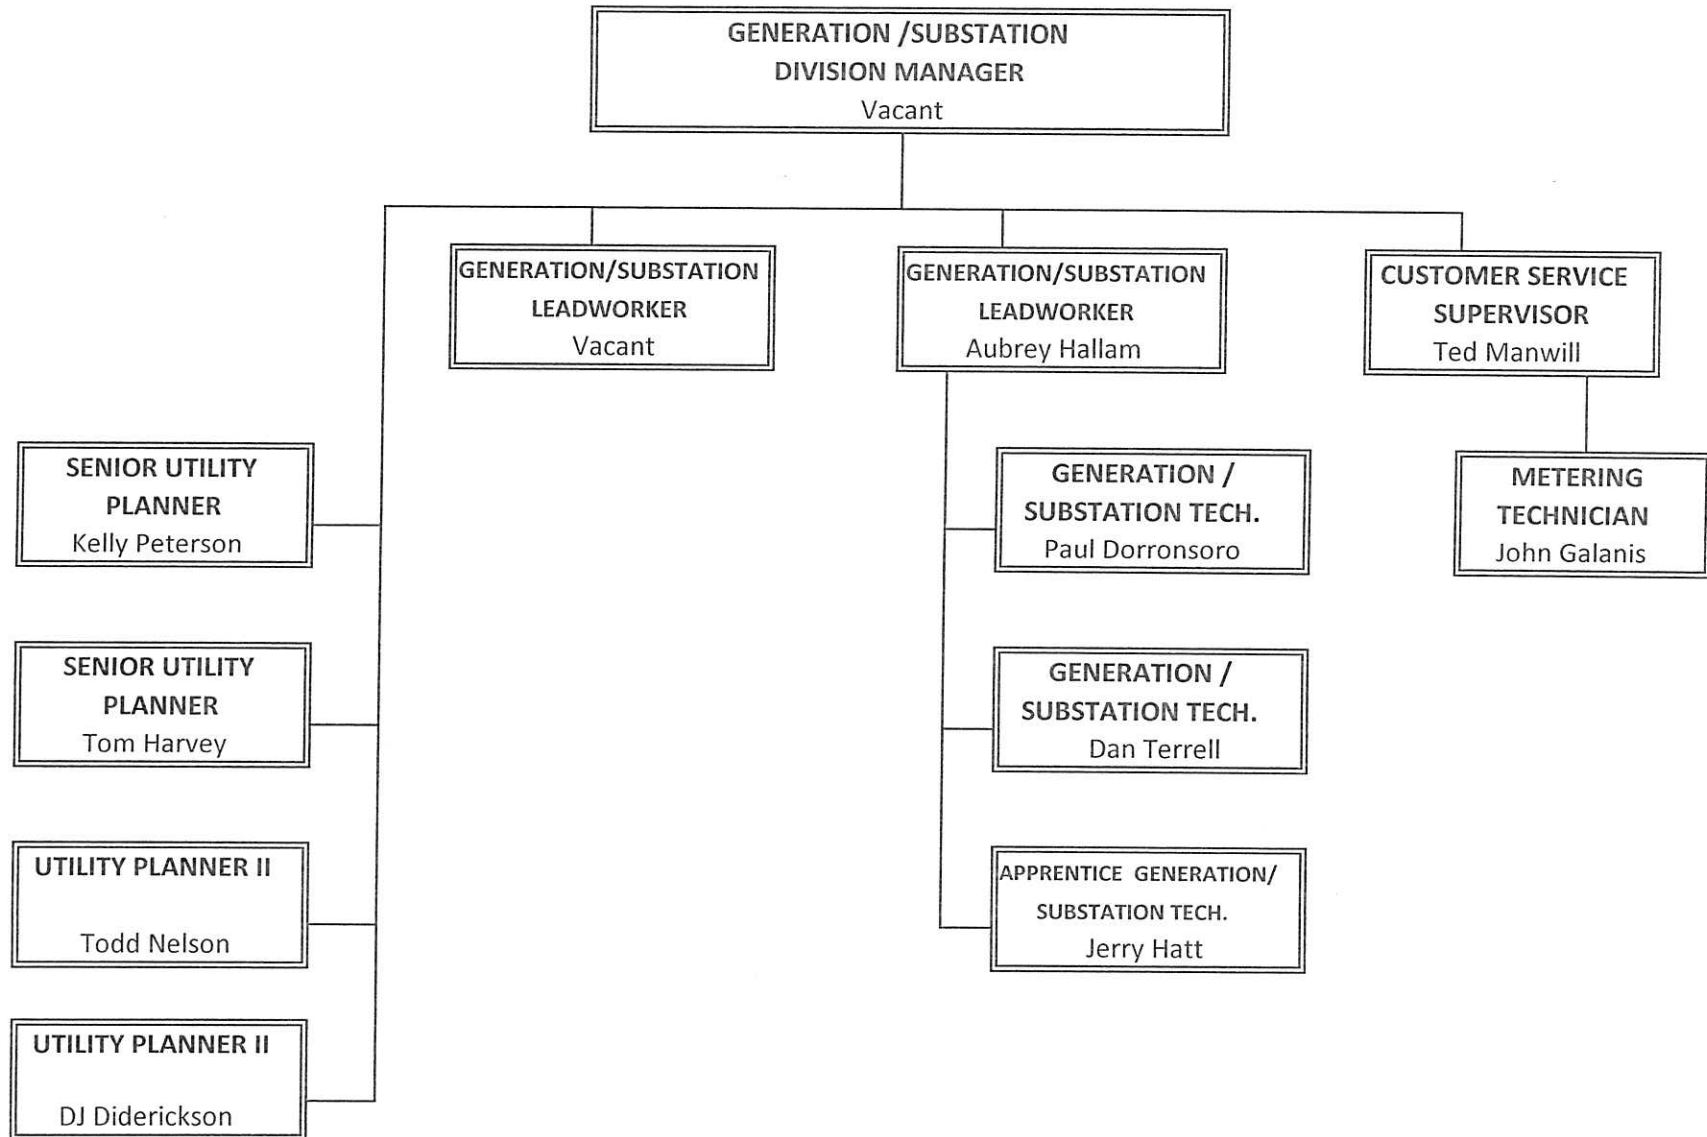 GENERATION /SUBSTATION
DIVISION MANAGER
Vacant
GENERATION/SUBSTATION
LEADWORKER
Vacant
GENERATION/SUBSTATION
LEADWORKER
Aubrey Hallam
CUSTOMER SERVICE
SUPERVISOR
Ted Manwill
SENIOR UTILITY
PLANNER
Kelly Peterson
GENERATION /
SUBSTATION TECH.
Paul Dorronsoro
METERING
TECHNICIAN
John Galanis
SENIOR UTILITY
PLANNER
Tom Harvey
GENERATION /
SUBSTATION TECH.
Dan Terrell
UTILITY PLANNER II
Todd Nelson
APPRENTICE GENERATION/
SUBSTATION TECH.
Jerry Hatt
UTILITY PLANNER II
DJ Diderickson